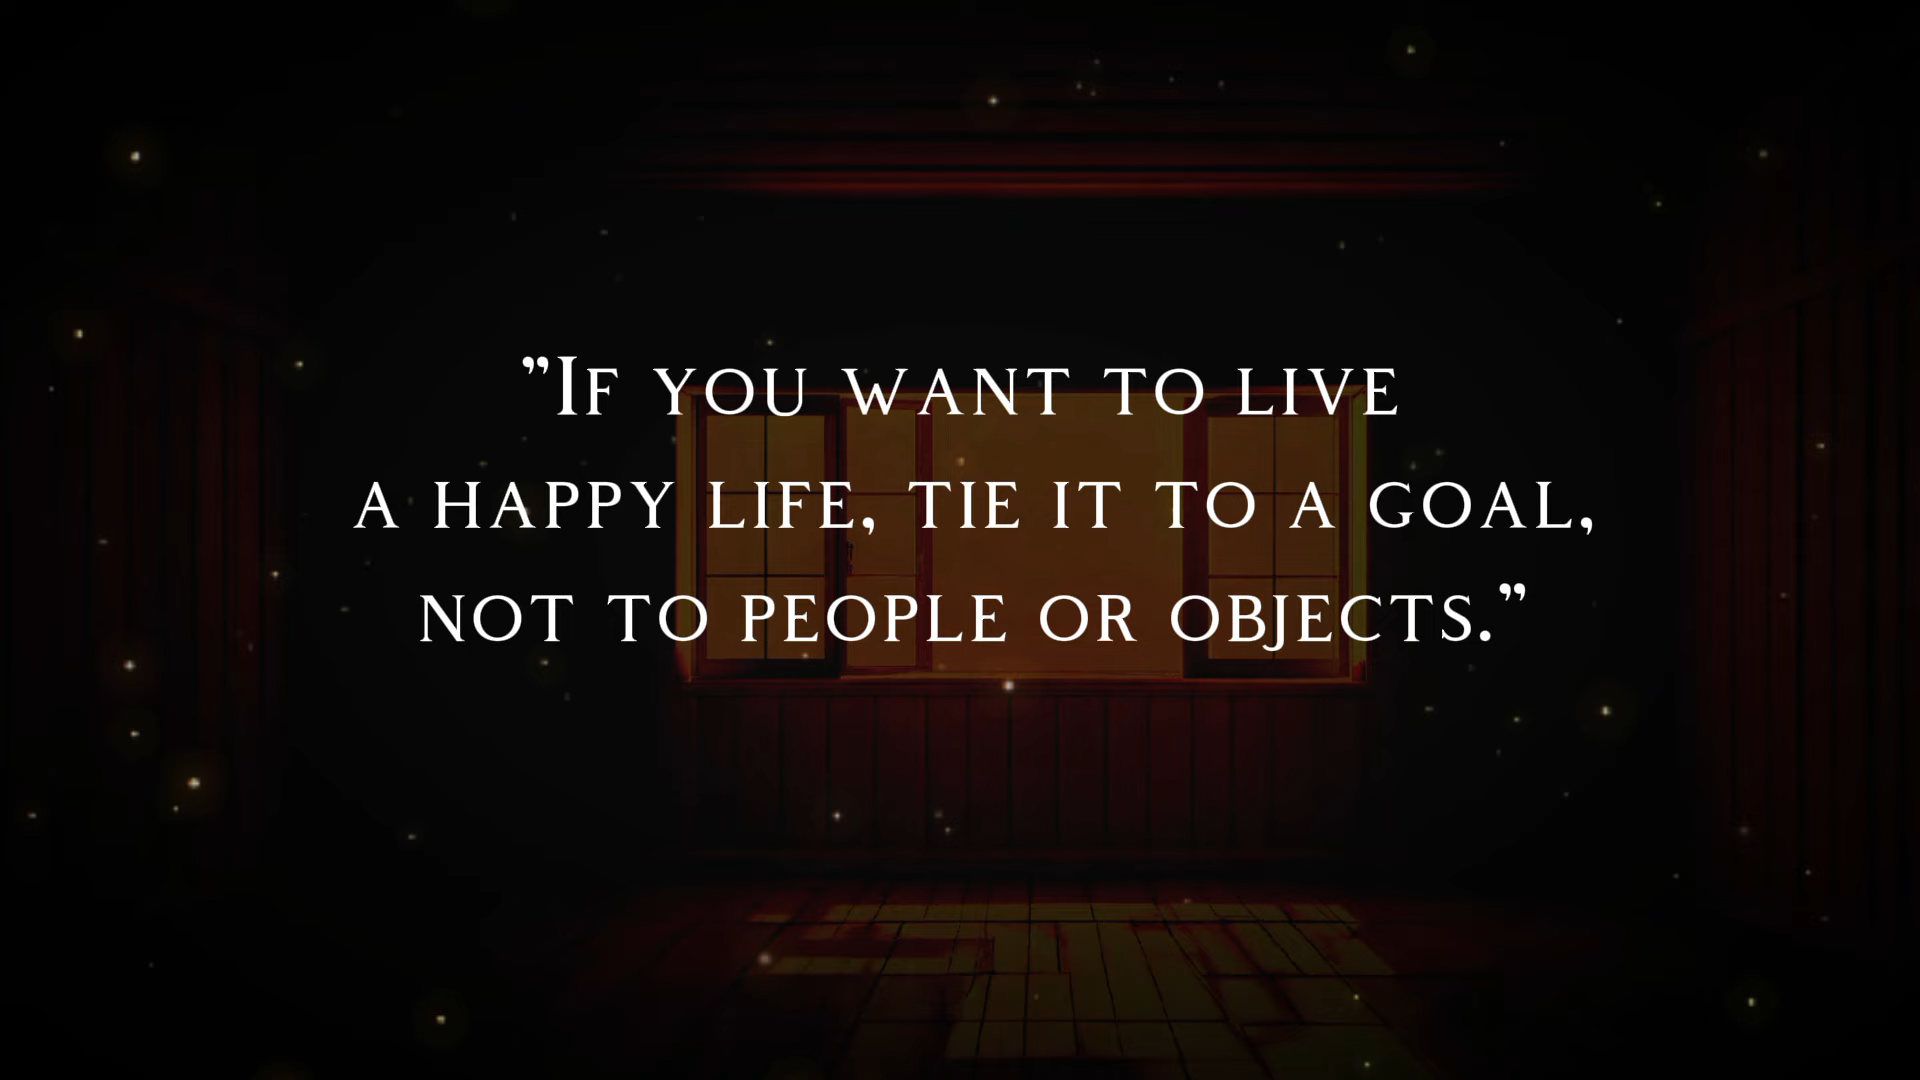 ”If you want to live
a happy life, tie it to a goal,
not to people or objects.”